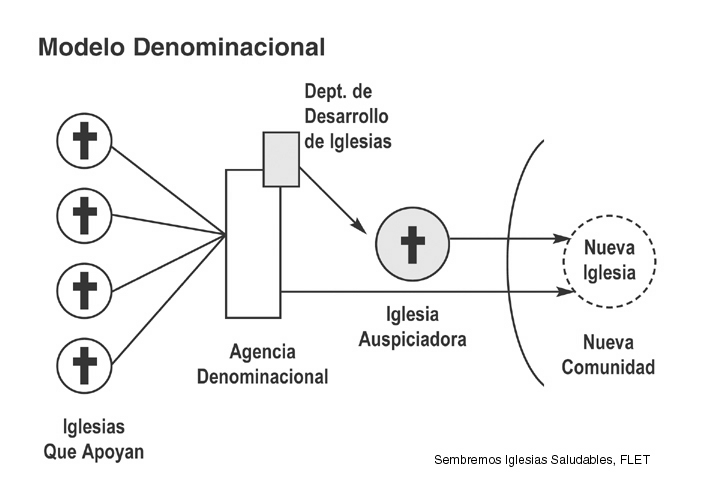 Modelo Denominacional
Dept. de
Desarrollo
de Iglesias
Nueva
Iglesia
Iglesia
Auspiciadora
Nueva
Comunidad
Agencia
Denominacional
Iglesias
Que Apoyan
Sembremos Iglesias Saludables, FLET